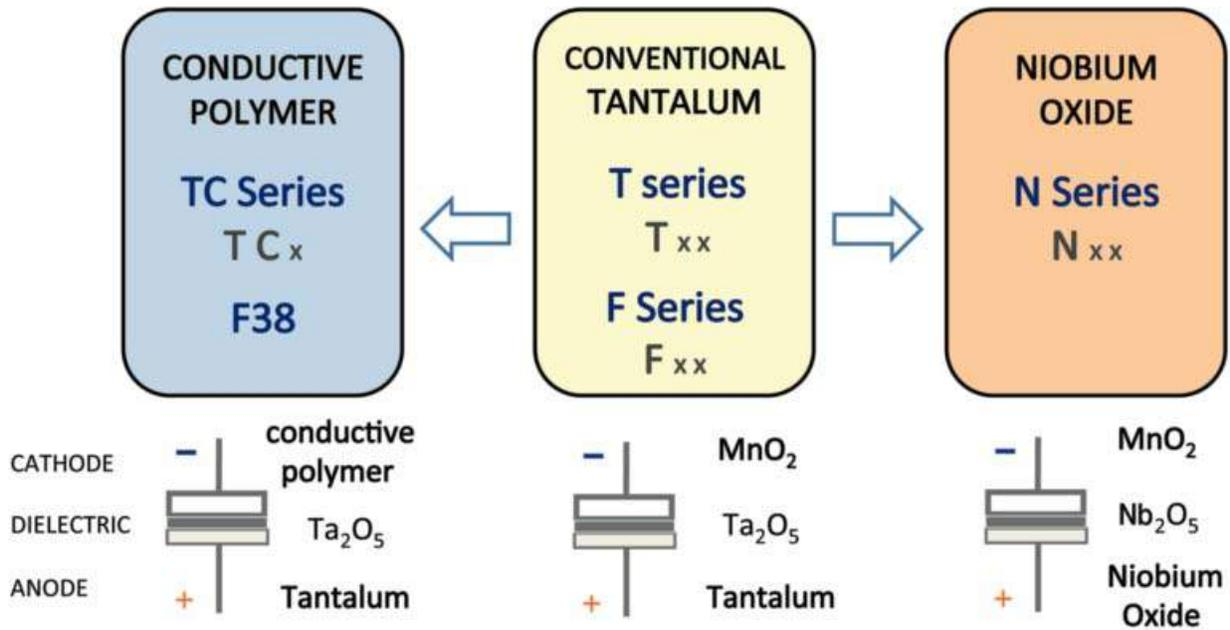 CONDUCTIVE
POLYMER
TC Series
T C x
F38
CONVENTIONAL
TANTALUM
T series
T x x
F Series
F x x
NIOBIUM
OXIDE
N Series
N x x
CATHODE
DIELECTRIC
ANODE
−
conductive
polymer
Ta₂O₅
+
Tantalum
−
MnO₂
Ta₂O₅
+
Tantalum
−
MnO₂
Nb₂O₅
+
Niobium
Oxide